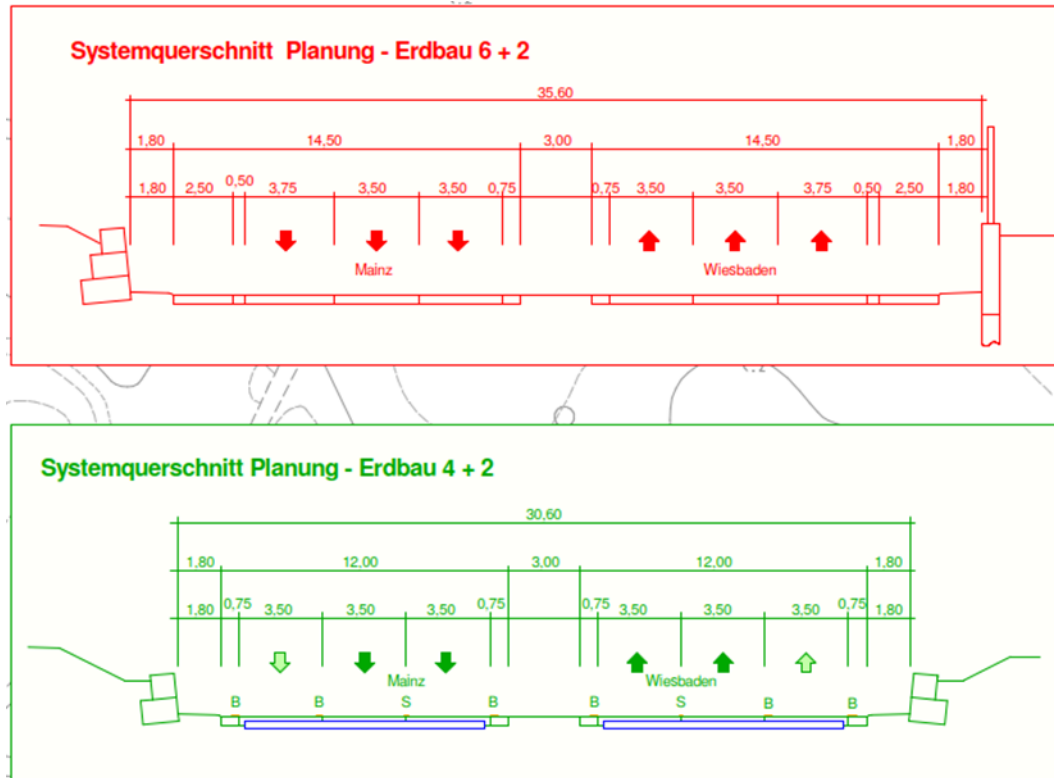 Systemquerschnitt Planung - Erdbau 6 + 2
35,60
1,80 14,50 3,00 14,50 1,80
1,80 2,50 0,50 3,75 3,50 3,50 0,75 0,75 3,50 3,50 3,75 0,50 2,50 1,80
Mainz Wiesbaden
Systemquerschnitt Planung - Erdbau 4 + 2
30,60
1,80 12,00 3,00 12,00 1,80
1,80 0,75 3,50 3,50 3,50 0,75 0,75 3,50 3,50 3,50 0,75 1,80
Mainz Wiesbaden
B B S B B S B B